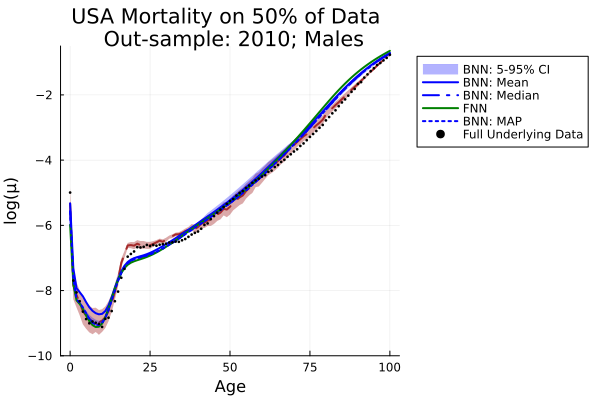 USA Mortality on 50% of Data
Out-sample: 2010; Males
BNN: 5-95% CI
BNN: Mean
BNN: Median
FNN
BNN: MAP
Full Underlying Data
log(μ)
−2
−4
−6
−8
−10
0
25
50
75
100
Age